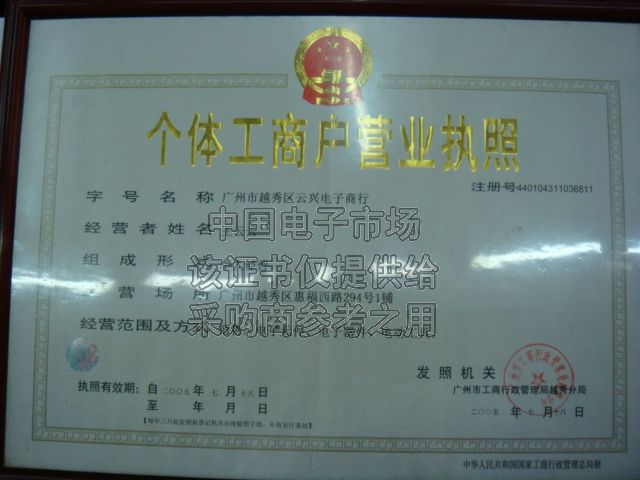 个体工商户营业执照
注册号440104311036811
字号名称 广州市越秀区云兴电子商行
经营者姓名
组成形式
营场所 广州市越秀区惠福西路294号1铺
经营范围及方
中国电子市场
该证书仅提供给
采购商参考之用
发照机关
广州市工商行政管理局越秀分局
执照有效期：自二〇〇五年七月十八日
至 年 月 日
二〇〇五年七月十八日
中华人民共和国国家工商行政管理总局制